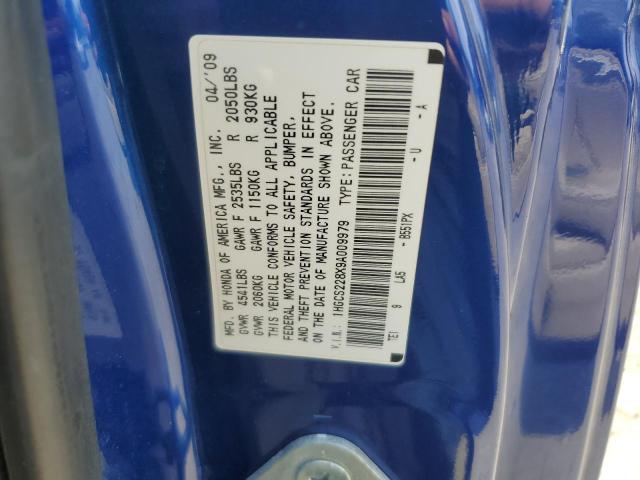 MFD. BY HONDA OF AMERICA MFG., INC. 04/'09
GVWR 4541LBS GAWR F 2535LBS R 2050LBS
GVWR 2060KG GAWR F 1150KG R 930KG
THIS VEHICLE CONFORMS TO ALL APPLICABLE
FEDERAL MOTOR VEHICLE SAFETY, BUMPER,
AND THEFT PREVENTION STANDARDS IN EFFECT
ON THE DATE OF MANUFACTURE SHOWN ABOVE.
V.I.N.: 1HGCS228X9A009979 TYPE: PASSENGER CAR
TE1 9 LA5 - B551PX - U - A